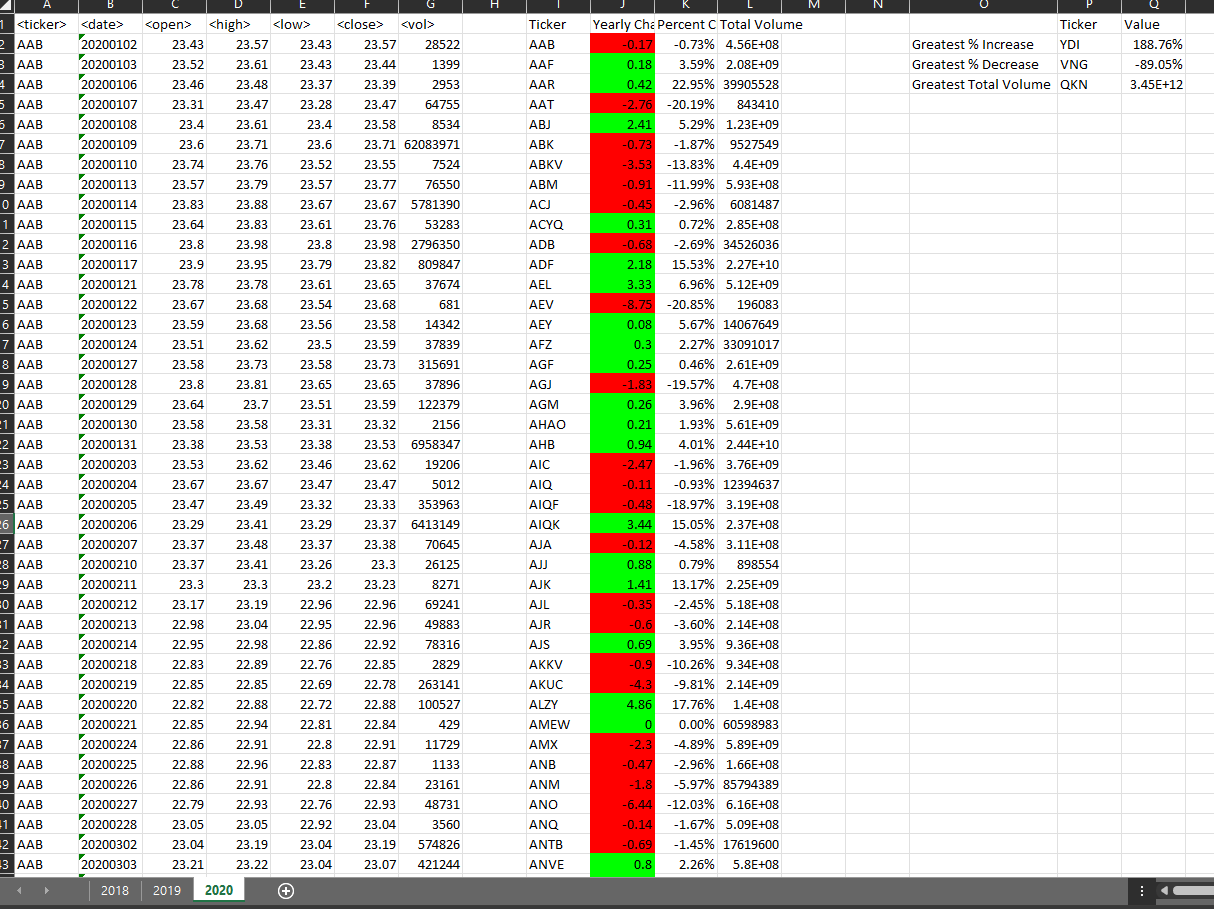 A B C D E F G H I J K L M N O P Q
1 <ticker> <date> <open> <high> <low> <close> <vol> Ticker Yearly Cha Percent C Total Volume Ticker Value
2 AAB 20200102 23.43 23.57 23.43 23.57 28522 AAB -0.17 -0.73% 4.56E+08 Greatest % Increase YDI 188.76%
3 AAB 20200103 23.52 23.61 23.43 23.44 1399 AAF 0.18 3.59% 2.08E+09 Greatest % Decrease VNG -89.05%
4 AAB 20200106 23.46 23.48 23.37 23.39 2953 AAR 0.42 22.95% 39905528 Greatest Total Volume QKN 3.45E+12
5 AAB 20200107 23.31 23.47 23.28 23.47 64755 AAT -2.76 -20.19% 843410
6 AAB 20200108 23.4 23.61 23.4 23.58 8534 ABJ 2.41 5.29% 1.23E+09
7 AAB 20200109 23.6 23.71 23.6 23.71 62083971 ABK -0.73 -1.87% 9527549
8 AAB 20200110 23.74 23.76 23.52 23.55 7524 ABKV -3.53 -13.83% 4.4E+09
9 AAB 20200113 23.57 23.79 23.57 23.77 76550 ABM -0.91 -11.99% 5.93E+08
0 AAB 20200114 23.83 23.88 23.67 23.67 5781390 ACJ -0.45 -2.96% 6081487
1 AAB 20200115 23.64 23.83 23.61 23.76 53283 ACYQ 0.31 0.72% 2.85E+08
2 AAB 20200116 23.8 23.98 23.8 23.98 2796350 ADB -0.68 -2.69% 34526036
3 AAB 20200117 23.9 23.95 23.79 23.82 809847 ADF 2.18 15.53% 2.27E+10
4 AAB 20200121 23.78 23.78 23.61 23.65 37674 AEL 3.33 6.96% 5.12E+09
5 AAB 20200122 23.67 23.68 23.54 23.68 681 AEV -8.75 -20.85% 196083
6 AAB 20200123 23.59 23.68 23.56 23.58 14342 AEY 0.08 5.67% 14067649
7 AAB 20200124 23.51 23.62 23.5 23.59 37839 AFZ 0.3 2.27% 33091017
8 AAB 20200127 23.58 23.73 23.58 23.73 315691 AGF 0.25 0.46% 2.61E+09
9 AAB 20200128 23.8 23.81 23.65 23.65 37896 AGJ -1.83 -19.57% 4.7E+08
20 AAB 20200129 23.64 23.7 23.51 23.59 122379 AGM 0.26 3.96% 2.9E+08
21 AAB 20200130 23.58 23.58 23.31 23.32 2156 AHAO 0.21 1.93% 5.61E+09
22 AAB 20200131 23.38 23.53 23.38 23.53 6958347 AHB 0.94 4.01% 2.44E+10
23 AAB 20200203 23.53 23.62 23.46 23.62 19206 AIC -2.47 -1.96% 3.76E+09
24 AAB 20200204 23.67 23.67 23.47 23.47 5012 AIQ -0.11 -0.93% 12394637
25 AAB 20200205 23.47 23.49 23.32 23.33 353963 AIQF -0.48 -18.97% 3.19E+08
26 AAB 20200206 23.29 23.41 23.29 23.37 6413149 AIQK 3.44 15.05% 2.37E+08
27 AAB 20200207 23.37 23.48 23.37 23.38 70645 AJA -0.12 -4.58% 3.11E+08
28 AAB 20200210 23.37 23.41 23.26 23.3 26125 AJJ 0.88 0.79% 898554
29 AAB 20200211 23.3 23.3 23.2 23.23 8271 AJK 1.41 13.17% 2.25E+09
30 AAB 20200212 23.17 23.19 22.96 22.96 69241 AJL -0.35 -2.45% 5.18E+08
31 AAB 20200213 22.98 23.04 22.95 22.96 49883 AJR -0.6 -3.60% 2.14E+08
32 AAB 20200214 22.95 22.98 22.86 22.92 78316 AJS 0.69 3.95% 9.36E+08
33 AAB 20200218 22.83 22.89 22.76 22.85 2829 AKKV -0.9 -10.26% 9.34E+08
34 AAB 20200219 22.85 22.85 22.69 22.78 263141 AKUC -4.3 -9.81% 2.14E+09
35 AAB 20200220 22.82 22.88 22.72 22.88 100527 ALZY 4.86 17.76% 1.4E+08
36 AAB 20200221 22.85 22.94 22.81 22.84 429 AMEW 0 0.00% 60598983
37 AAB 20200224 22.86 22.91 22.8 22.91 11729 AMX -2.3 -4.89% 5.89E+09
38 AAB 20200225 22.88 22.96 22.83 22.87 1133 ANB -0.47 -2.96% 1.66E+08
39 AAB 20200226 22.86 22.91 22.8 22.84 23161 ANM -1.8 -5.97% 85794389
40 AAB 20200227 22.79 22.93 22.76 22.93 48731 ANO -6.44 -12.03% 6.16E+08
41 AAB 20200228 23.05 23.05 22.92 23.04 3560 ANQ -0.14 -1.67% 5.09E+08
42 AAB 20200302 23.04 23.19 23.04 23.19 574826 ANTB -0.69 -1.45% 17619600
43 AAB 20200303 23.21 23.22 23.04 23.07 421244 ANVE 0.8 2.26% 5.8E+08
2018 2019 2020